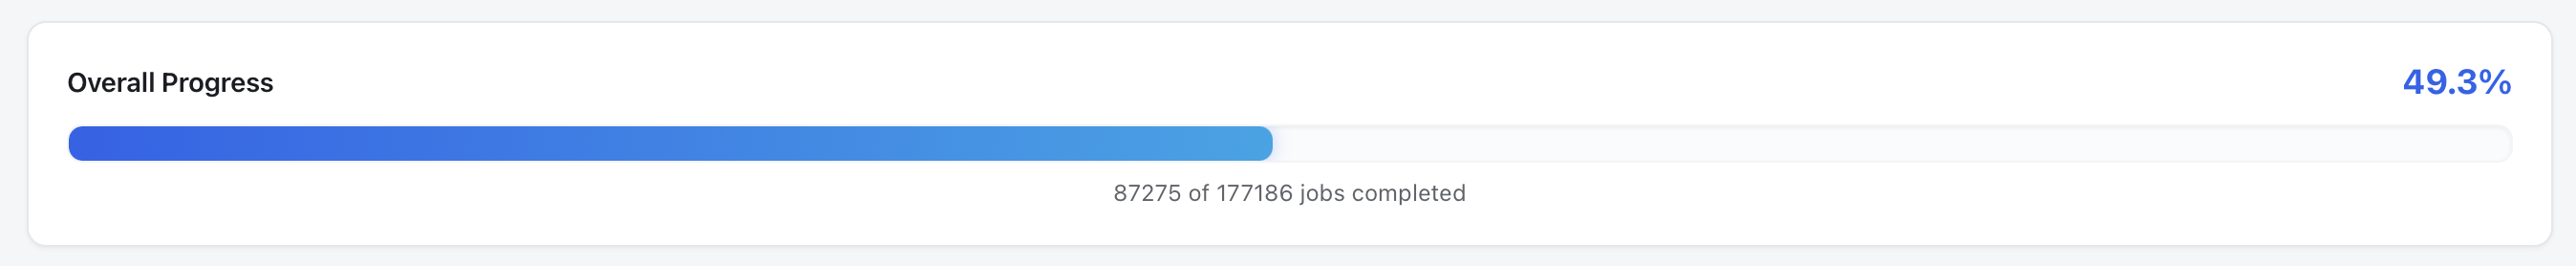 Overall Progress
49.3%
87275 of 177186 jobs completed